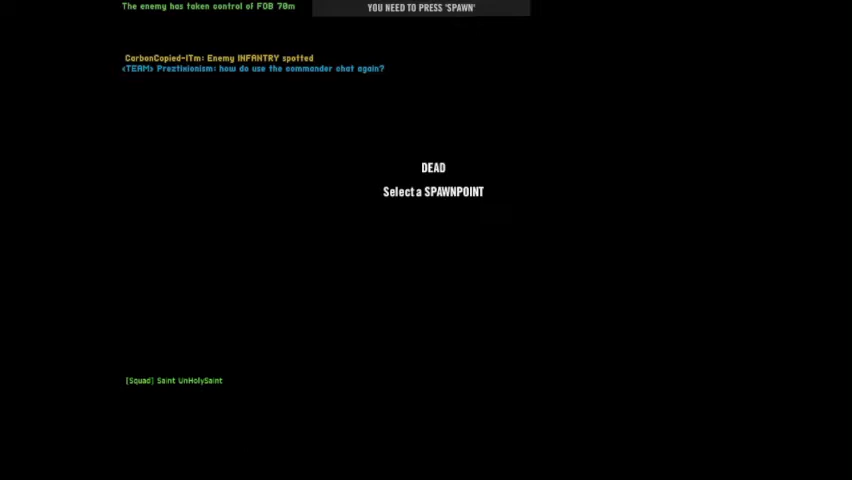 The enemy has taken control of FOB 70m
YOU NEED TO PRESS 'SPAWN'
CarbonCopied-ITm: Enemy INFANTRY spotted
<TEAM> Preztixionism: how do use the commander chat again?
DEAD
Select a SPAWNPOINT
[Squad] Saint UnHolySaint